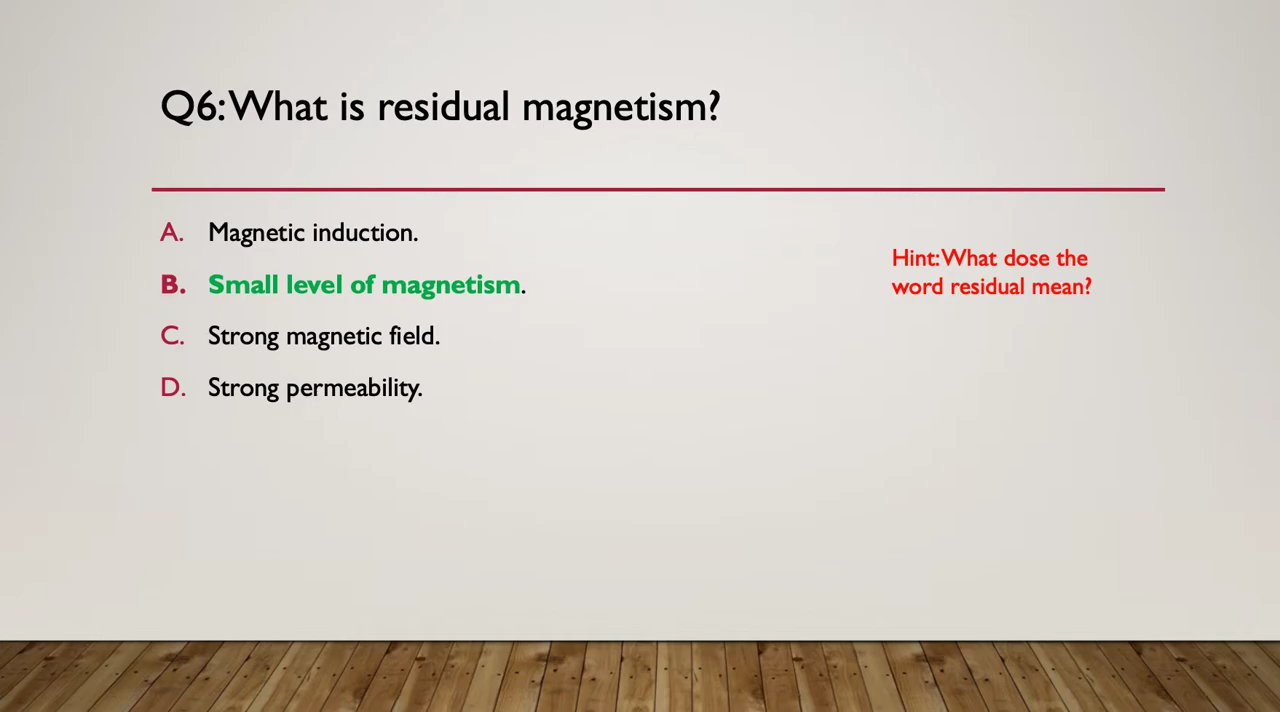 Q6: What is residual magnetism?
A. Magnetic induction.
B. Small level of magnetism.
C. Strong magnetic field.
D. Strong permeability.
Hint: What dose the
word residual mean?